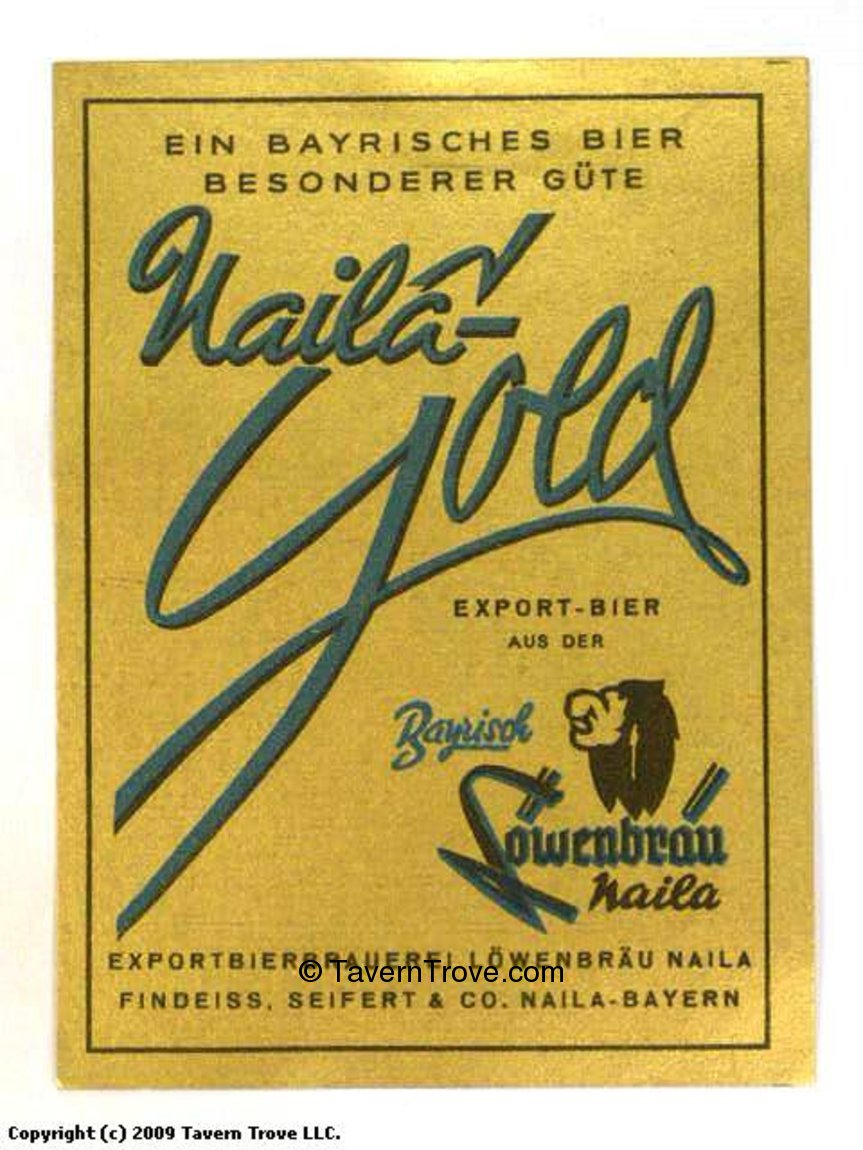 EIN BAYRISCHES BIER
BESONDERER GÜTE
Naila-
Gold
EXPORT-BIER
AUS DER
Bayrisch
Löwenbräu
Naila
EXPORTBIERBRAUEREI LÖWENBRÄU NAILA
© TavernTrove.com
FINDEISS, SEIFERT & CO. NAILA-BAYERN
Copyright (c) 2009 Tavern Trove LLC.